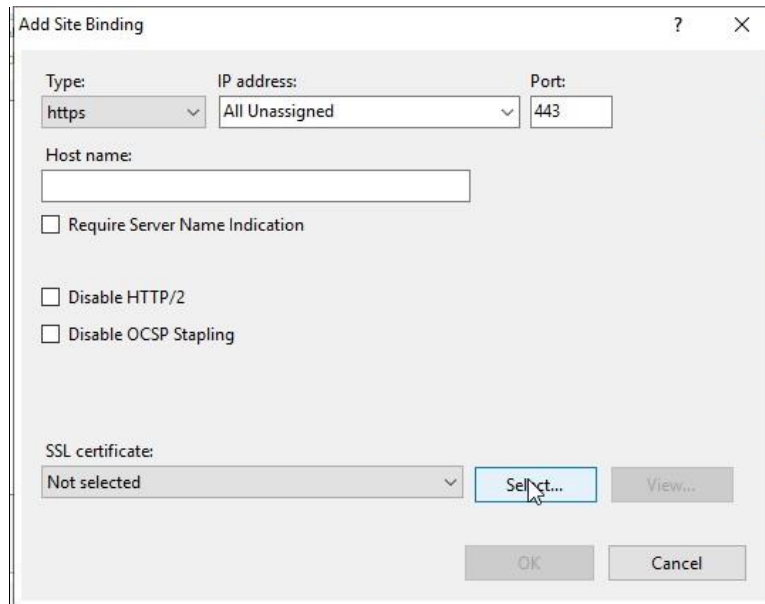 Add Site Binding ? X
Type: IP address: Port:
https All Unassigned 443
Host name:
Require Server Name Indication
Disable HTTP/2
Disable OCSP Stapling
SSL certificate:
Not selected Select... View...
OK Cancel